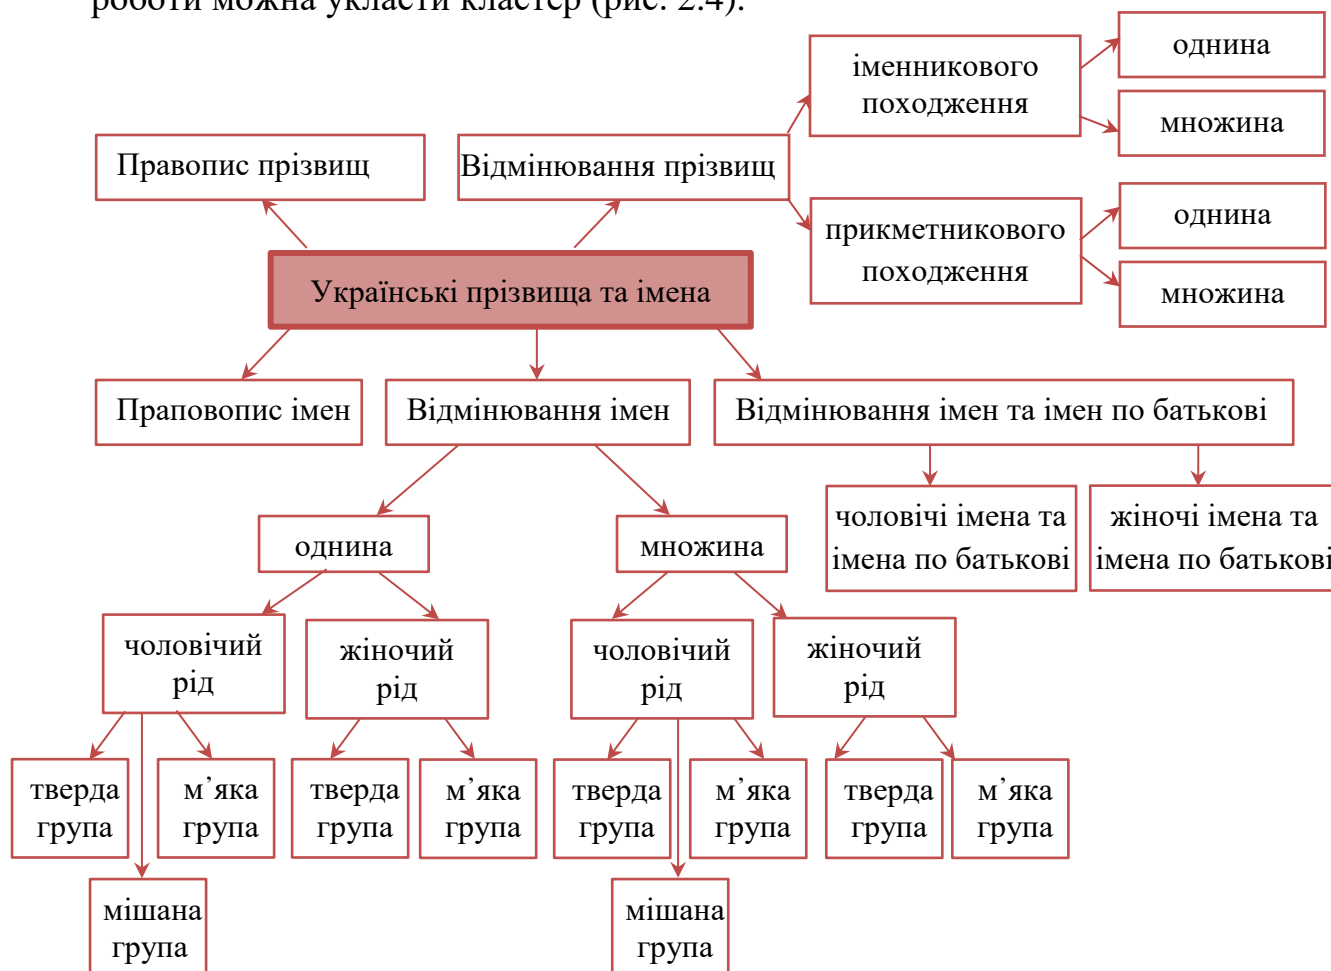 роботи можна укласти кластер (рис. 2.4).
іменникового
походження
однина
множина
Правопис прізвищ
Відмінювання прізвищ
прикметникового
походження
однина
множина
Українські прізвища та імена
Праповопис імен
Відмінювання імен
Відмінювання імен та імен по батькові
чоловічі імена та
імена по батькові
жіночі імена та
імена по батькові
однина
множина
чоловічий
рід
жіночий
рід
чоловічий
рід
жіночий
рід
тверда
група
м’яка
група
тверда
група
м’яка
група
тверда
група
м’яка
група
тверда
група
м’яка
група
мішана
група
мішана
група